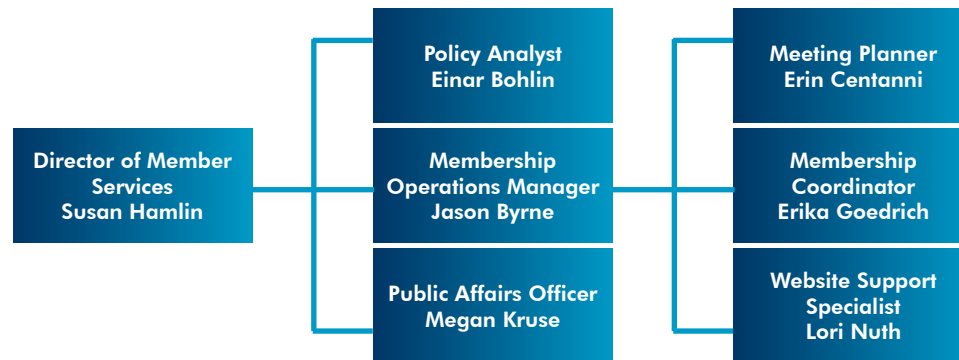 Director of Member
Services
Susan Hamlin
Policy Analyst
Einar Bohlin
Membership
Operations Manager
Jason Byrne
Public Affairs Officer
Megan Kruse
Meeting Planner
Erin Centanni
Membership
Coordinator
Erika Goedrich
Website Support
Specialist
Lori Nuth